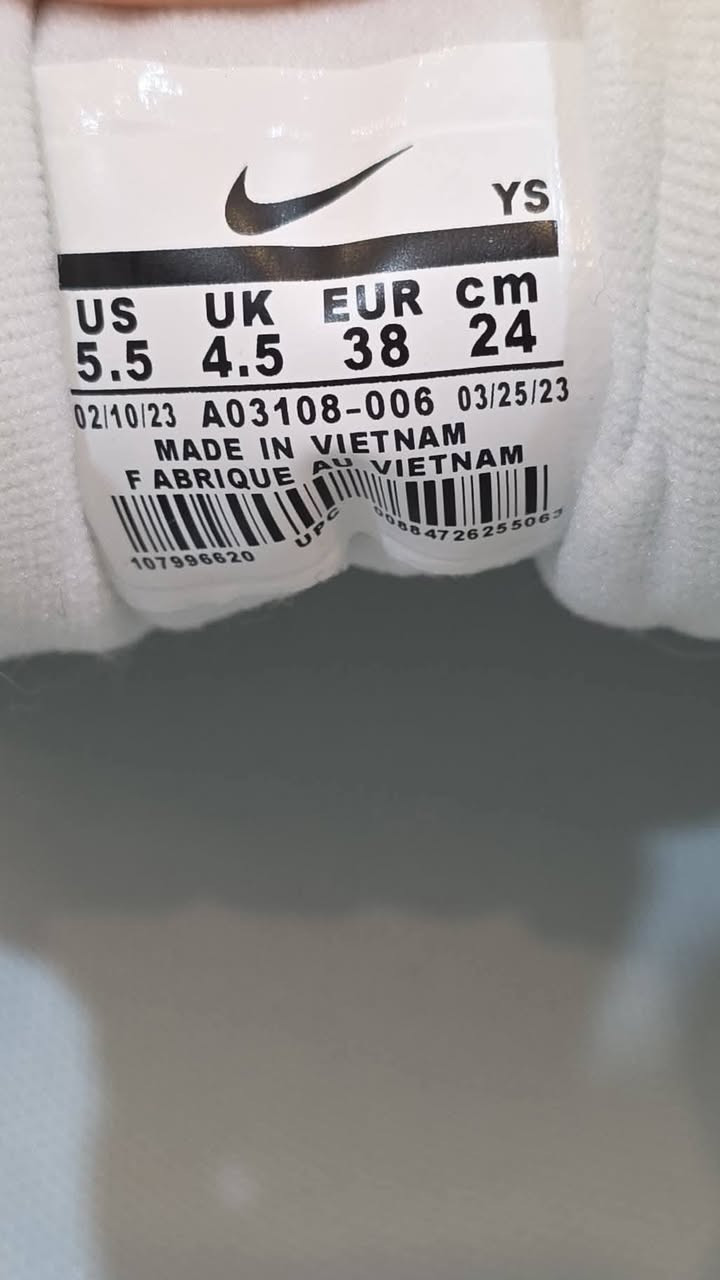 YS
US UK EUR cm
5.5 4.5 38 24
02/10/23 A03108-006 03/25/23
MADE IN VIETNAM
FABRIQUE AU VIETNAM
107996620 UPC